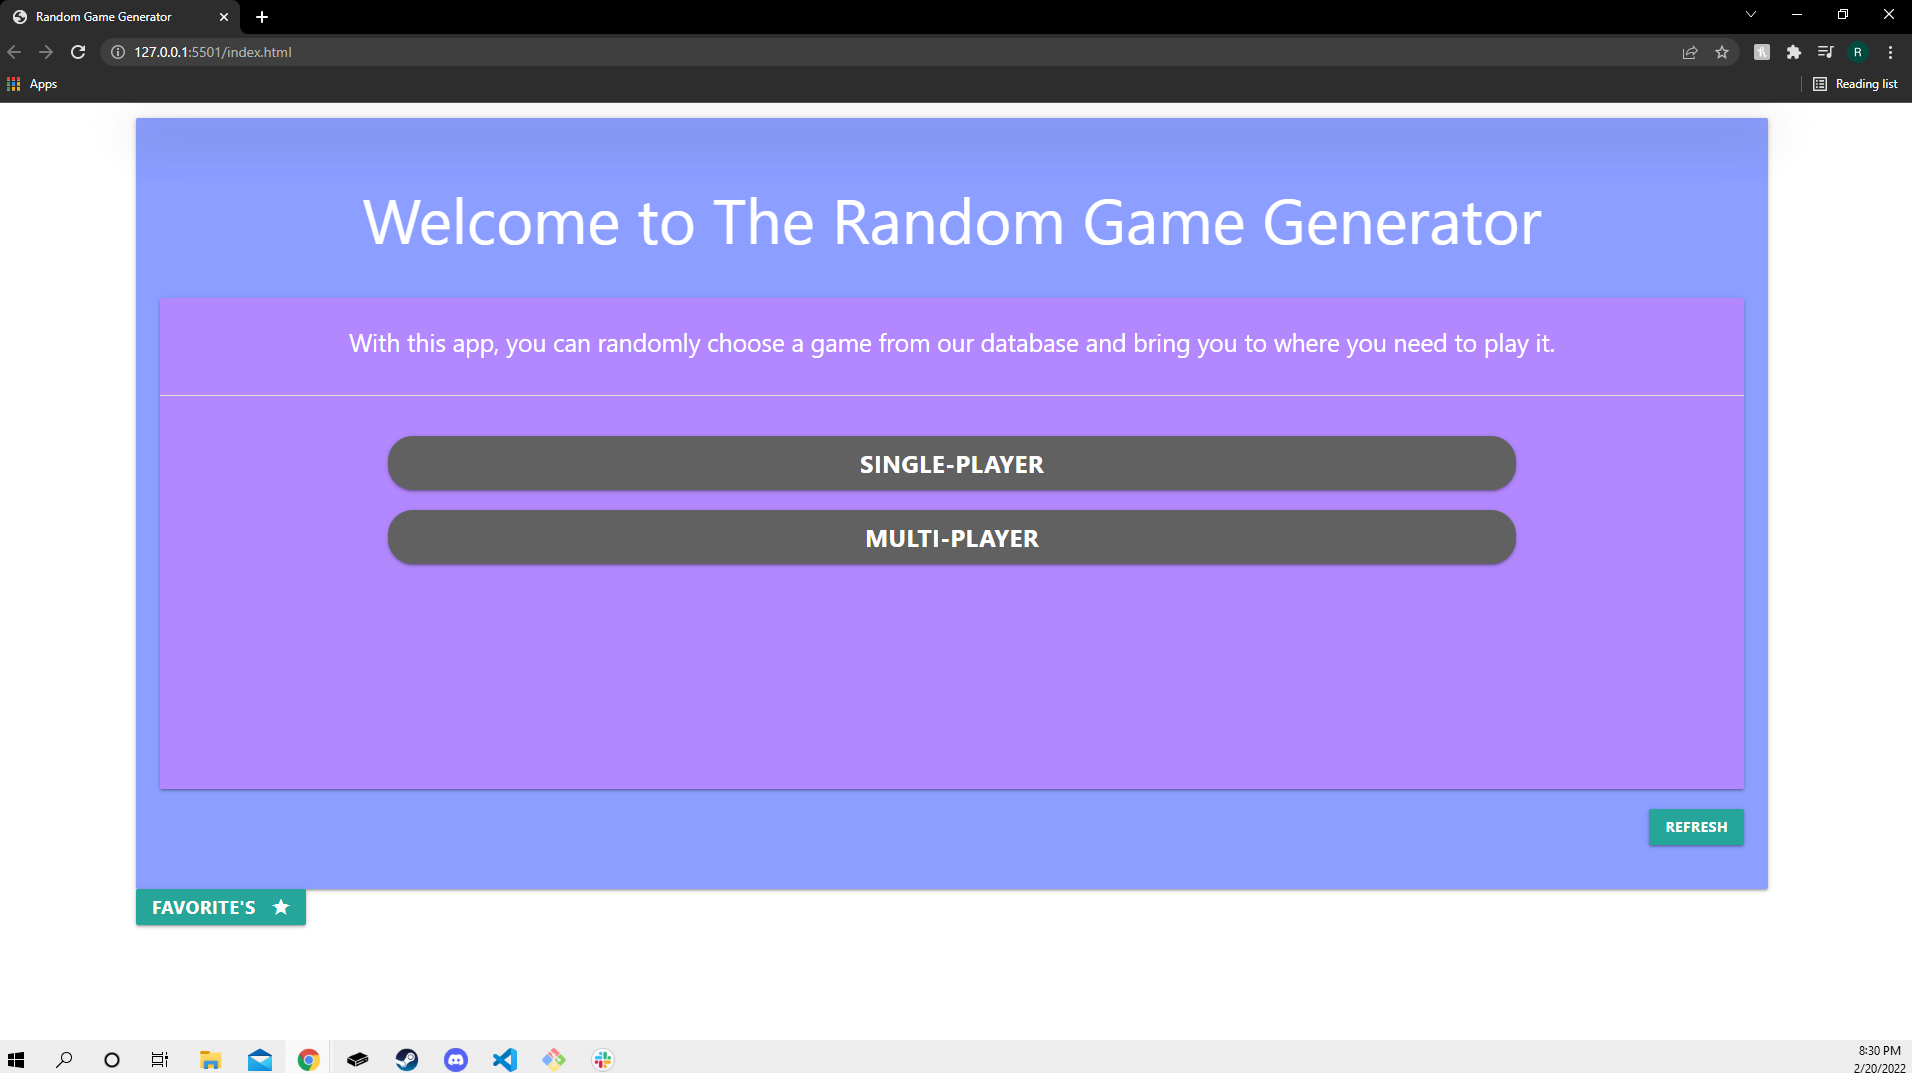 Random Game Generator
127.0.0.1:5501/index.html
R
Apps
Reading list
Welcome to The Random Game Generator
With this app, you can randomly choose a game from our database and bring you to where you need to play it.
SINGLE-PLAYER
MULTI-PLAYER
REFRESH
FAVORITE'S
8:30 PM
2/20/2022